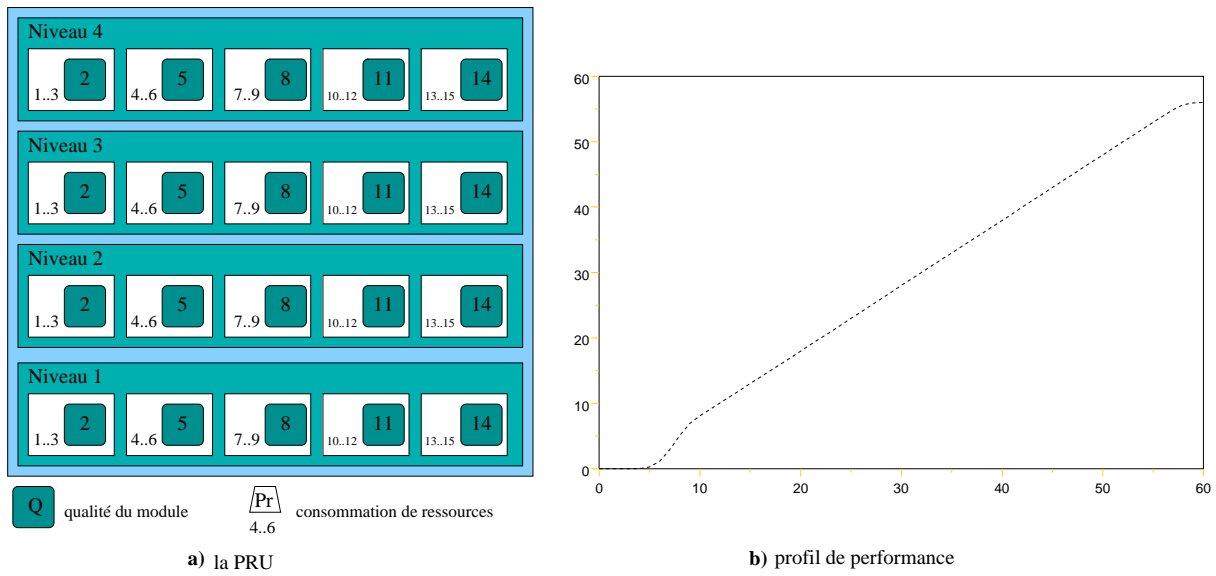 Niveau 4
2 5 8 11 14
1..3 4..6 7..9 10..12 13..15
Niveau 3
2 5 8 11 14
1..3 4..6 7..9 10..12 13..15
Niveau 2
2 5 8 11 14
1..3 4..6 7..9 10..12 13..15
Niveau 1
2 5 8 11 14
1..3 4..6 7..9 10..12 13..15
Q qualité du module
Pr consommation de ressources
4..6
a) la PRU
60
50
40
30
20
10
0
0 10 20 30 40 50 60
b) profil de performance